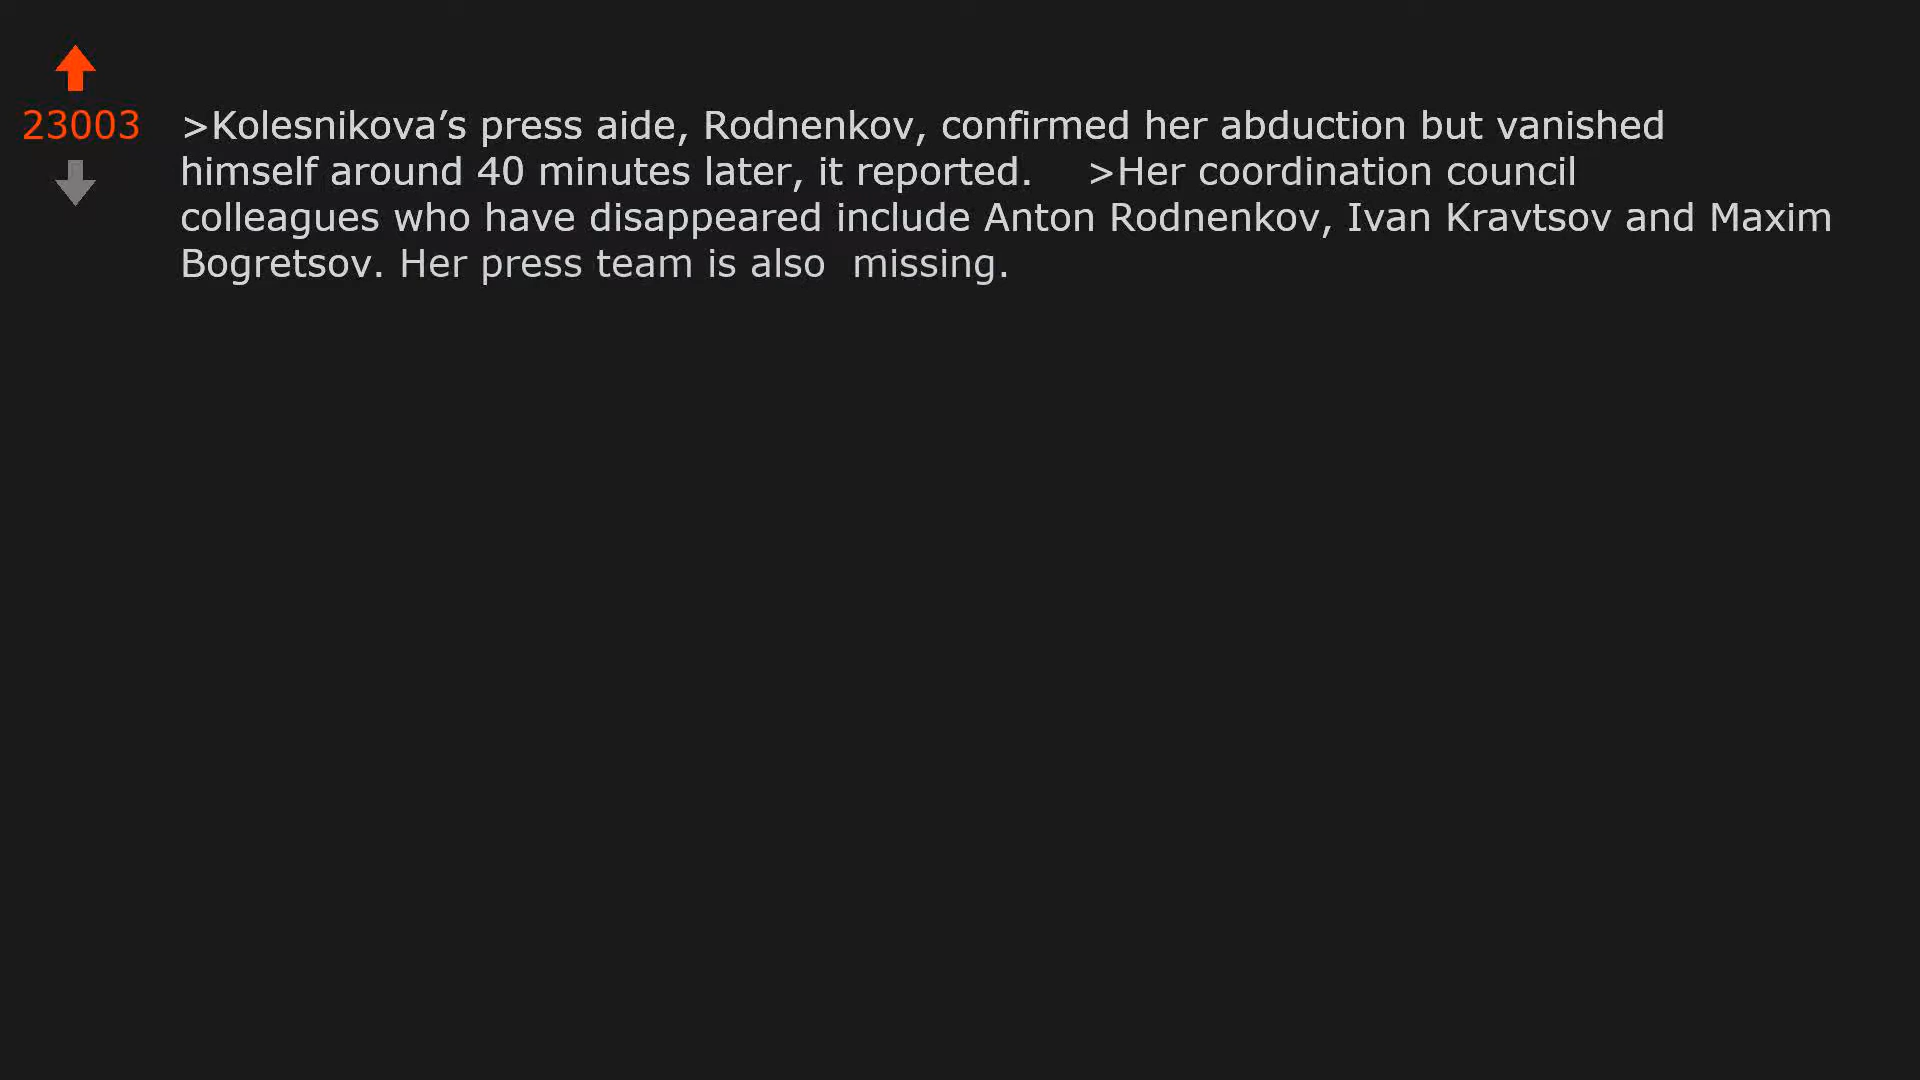 23003
>Kolesnikova’s press aide, Rodnenkov, confirmed her abduction but vanished
himself around 40 minutes later, it reported.    >Her coordination council
colleagues who have disappeared include Anton Rodnenkov, Ivan Kravtsov and Maxim
Bogretsov. Her press team is also  missing.